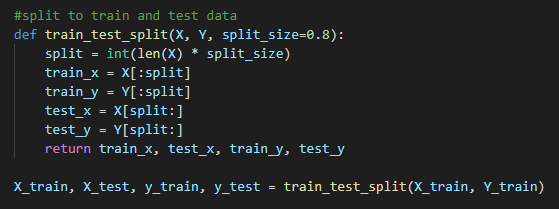 #split to train and test data
def train_test_split(X, Y, split_size=0.8):
    split = int(len(X) * split_size)
    train_x = X[:split]
    train_y = Y[:split]
    test_x = X[split:]
    test_y = Y[split:]
    return train_x, test_x, train_y, test_y
X_train, X_test, y_train, y_test = train_test_split(X_train, Y_train)